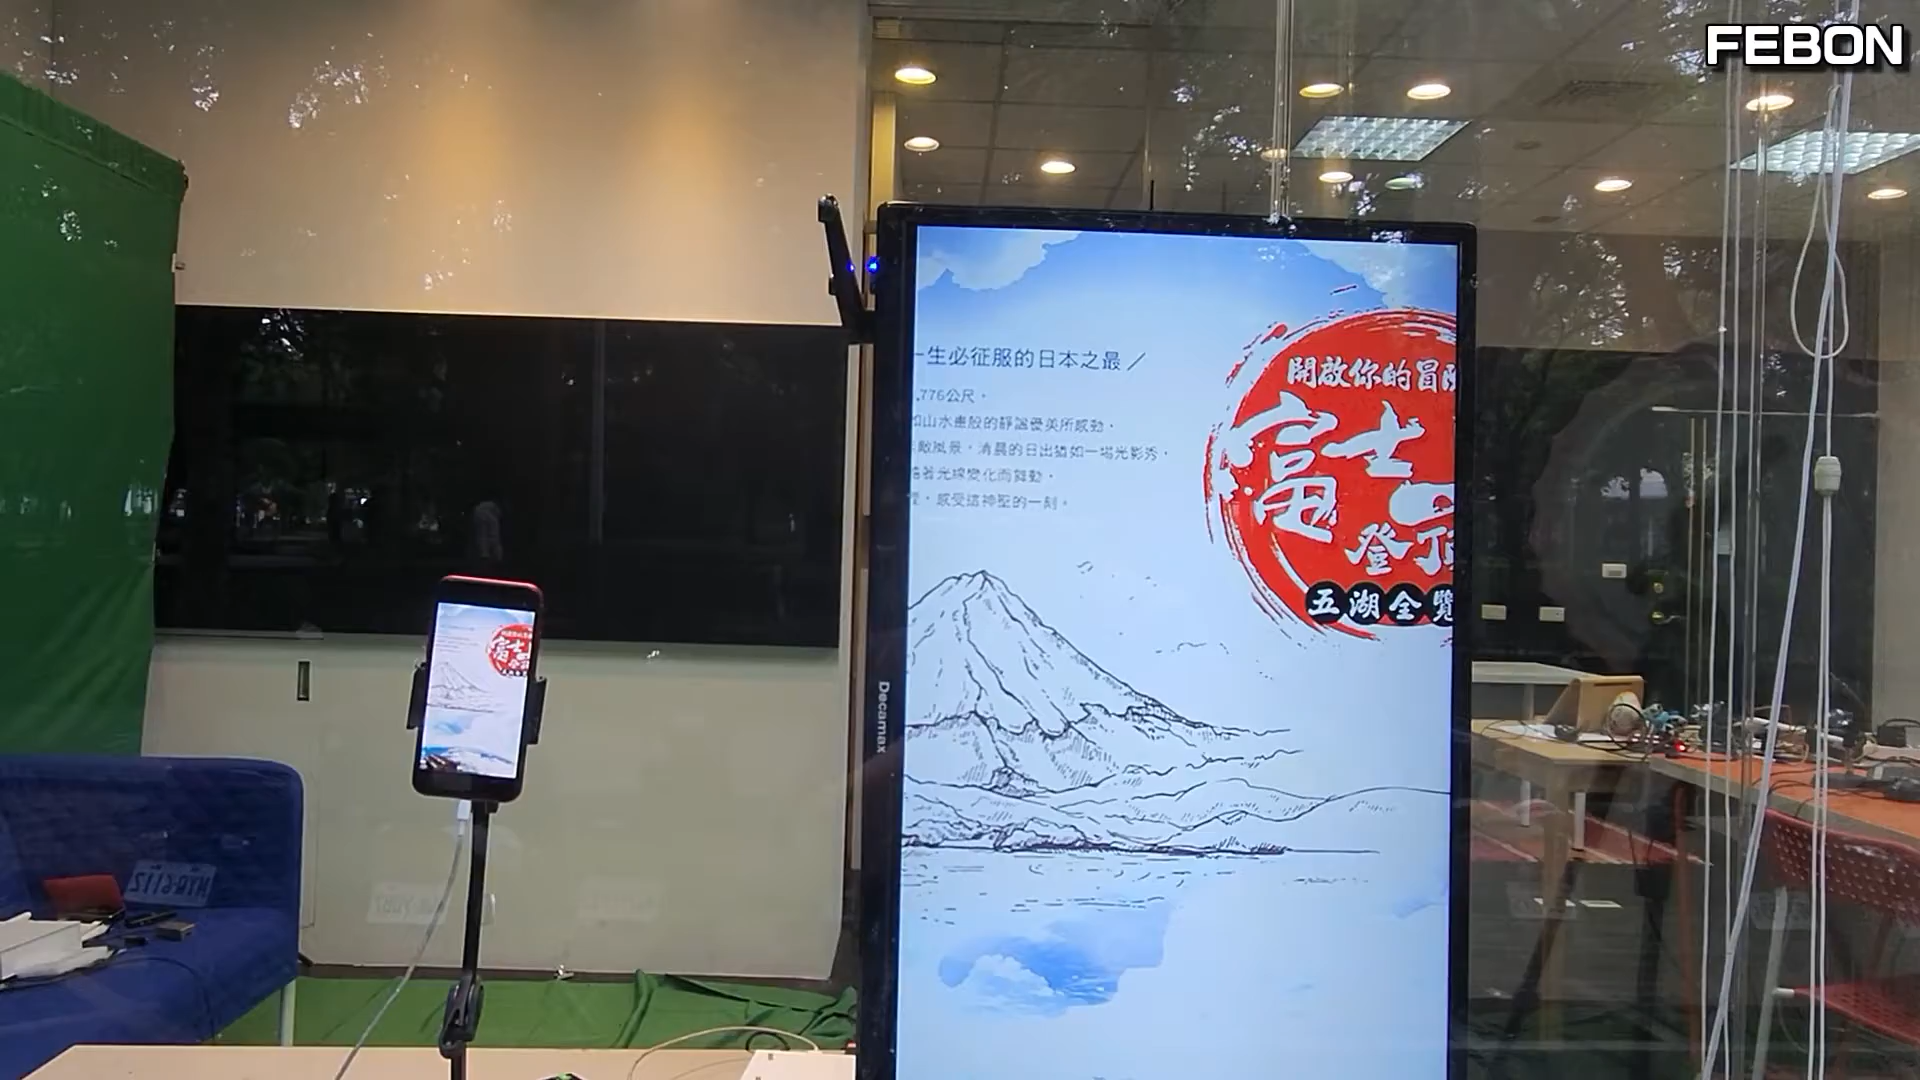 FEBON
一生必征服的日本之最／
,776公尺。
如山水畫般的靜謐優美所感動。
敵風景，清晨的日出猶如一場光影秀，
隨著光線變化而舞動。
，感受這神聖的一刻。
開啟你的冒
富士
登頂
五湖全覽
Decamax